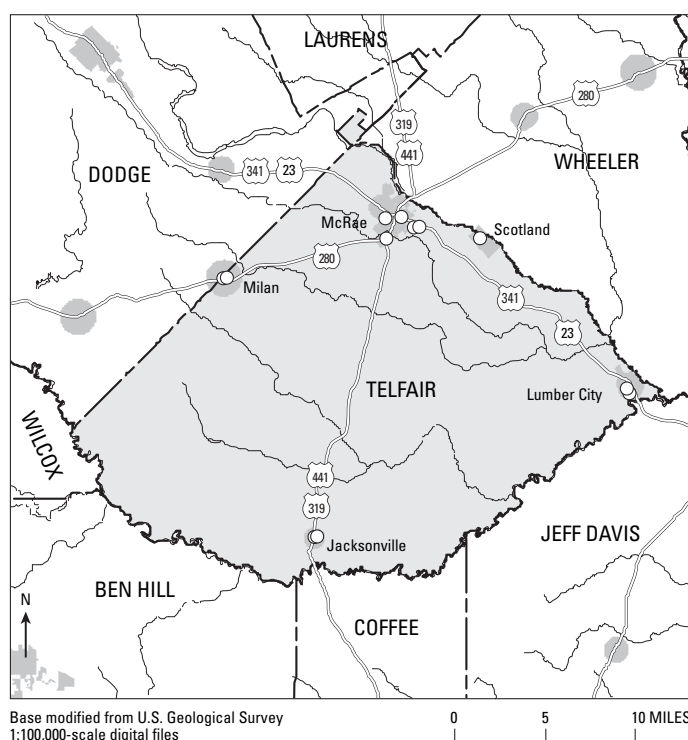 LAURENS
280
319
441
DODGE
341
23
WHEELER
McRae
Scotland
280
Milan
341
23
TELFAIR
Lumber City
WILCOX
441
319
Jacksonville
JEFF DAVIS
BEN HILL
N
COFFEE
Base modified from U.S. Geological Survey
1:100,000-scale digital files
0 5 10 MILES